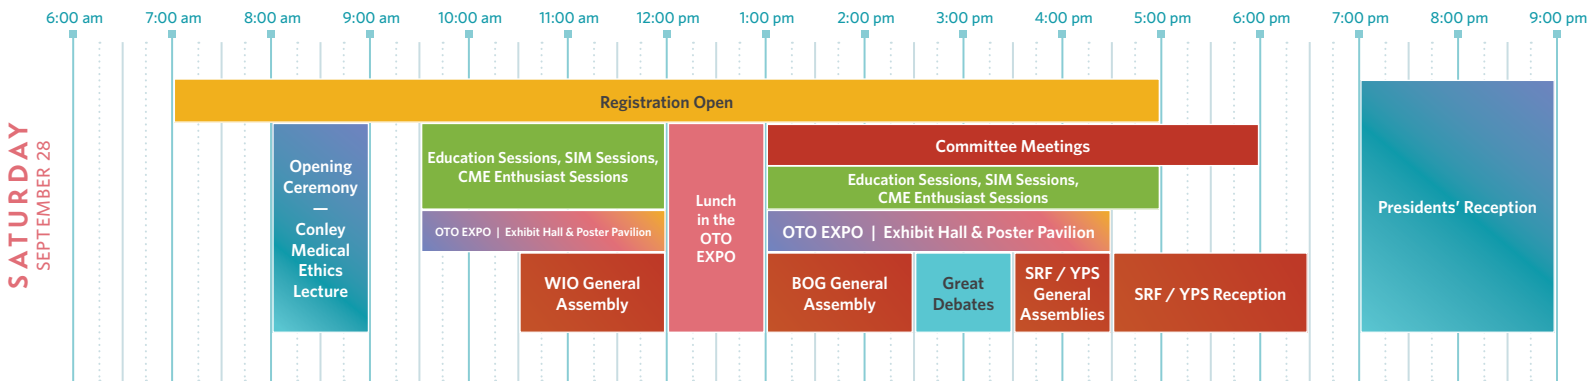 6:00 am 7:00 am 8:00 am 9:00 am 10:00 am 11:00 am 12:00 pm 1:00 pm 2:00 pm 3:00 pm 4:00 pm 5:00 pm 6:00 pm 7:00 pm 8:00 pm 9:00 pm
SATURDAY
SEPTEMBER 28
Registration Open
Opening
Ceremony
—
Conley
Medical
Ethics
Lecture
Education Sessions, SIM Sessions,
CME Enthusiast Sessions
OTO EXPO | Exhibit Hall & Poster Pavilion
WIO General
Assembly
Lunch
in the
OTO
EXPO
Committee Meetings
Education Sessions, SIM Sessions,
CME Enthusiast Sessions
OTO EXPO | Exhibit Hall & Poster Pavilion
BOG General
Assembly
Great
Debates
SRF / YPS
General
Assemblies
SRF / YPS Reception
Presidents’ Reception